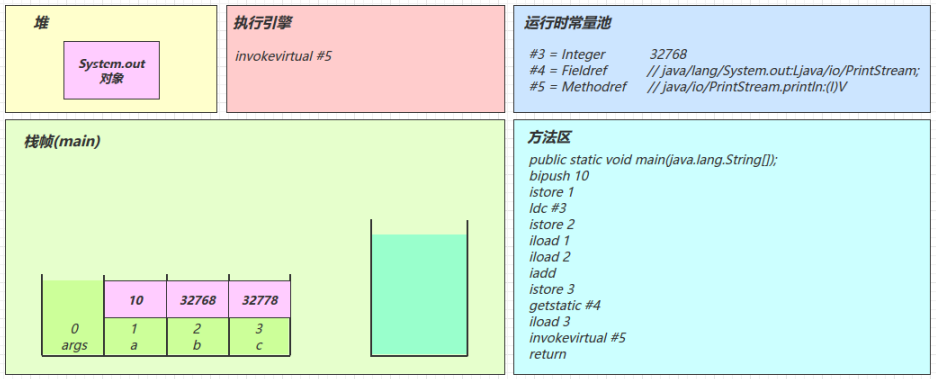 堆
System.out
对象
执行引擎
invokevirtual #5
运行时常量池
#3 = Integer 32768
#4 = Fieldref // java/lang/System.out:Ljava/io/PrintStream;
#5 = Methodref // java/io/PrintStream.println:(I)V
栈帧(main)
10 32768 32778
0 1 2 3
args a b c
方法区
public static void main(java.lang.String[]);
bipush 10
istore 1
ldc #3
istore 2
iload 1
iload 2
iadd
istore 3
getstatic #4
iload 3
invokevirtual #5
return